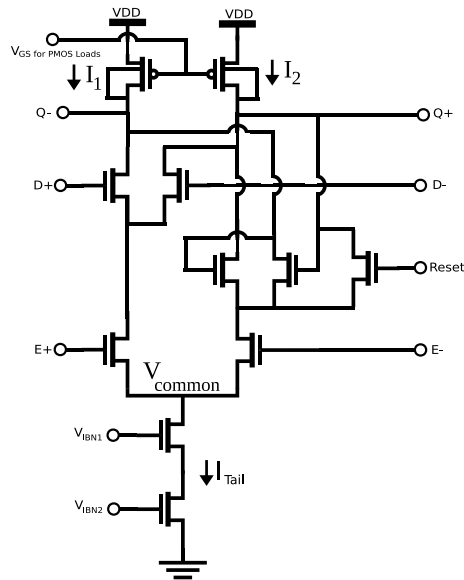 VDD
VDD
VGS for PMOS Loads
I1
I2
Q-
Q+
D+
D-
Reset
E+
E-
Vcommon
VIBN1
ITail
VIBN2